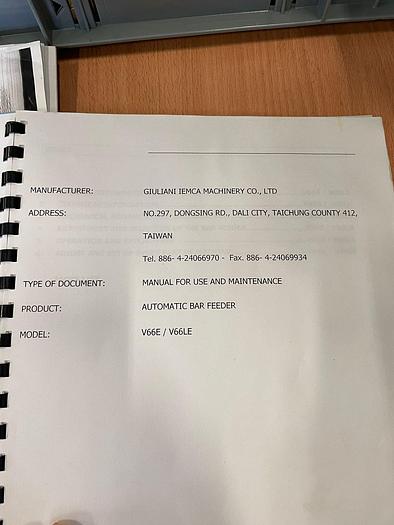 MANUFACTURER: GIULIANI IEMCA MACHINERY CO., LTD
ADDRESS: NO.297, DONGSING RD., DALI CITY, TAICHUNG COUNTY 412,
TAIWAN
Tel. 886- 4-24066970 - Fax. 886- 4-24069934
TYPE OF DOCUMENT: MANUAL FOR USE AND MAINTENANCE
PRODUCT: AUTOMATIC BAR FEEDER
MODEL: V66E / V66LE